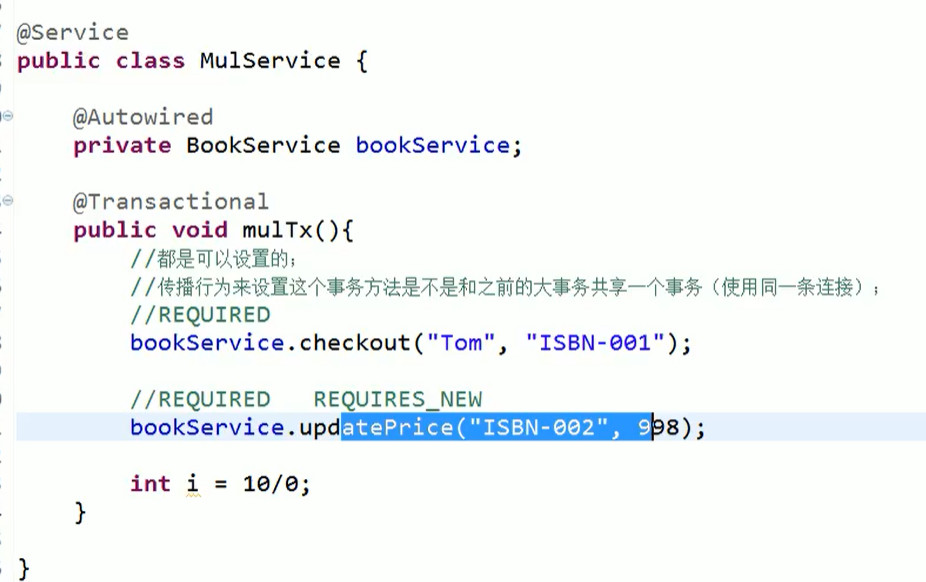 @Service
public class MulService {
@Autowired
private BookService bookService;
@Transactional
public void mulTx(){
//都是可以设置的;
//传播行为来设置这个事务方法是不是和之前的大事务共享一个事务（使用同一条连接）;
//REQUIRED
bookService.checkout("Tom", "ISBN-001");
//REQUIRED   REQUIRES_NEW
bookService.updatePrice("ISBN-002", 998);
int i = 10/0;
}
}